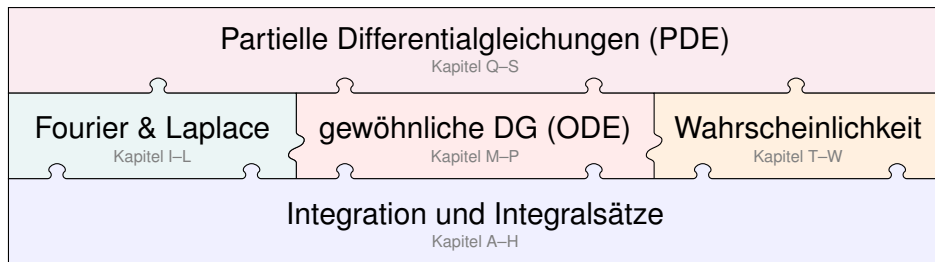 Partielle Differentialgleichungen (PDE)
Kapitel Q–S
Fourier & Laplace
Kapitel I–L
gewöhnliche DG (ODE)
Kapitel M–P
Wahrscheinlichkeit
Kapitel T–W
Integration und Integralsätze
Kapitel A–H